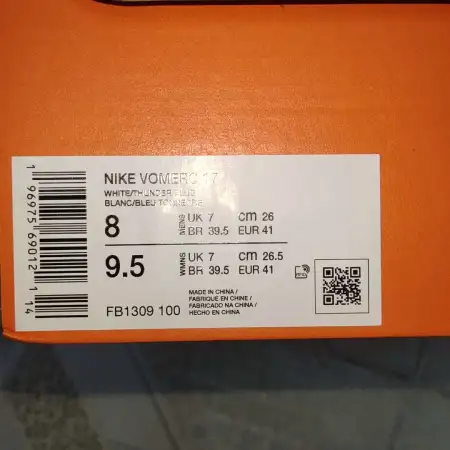 NIKE VOMERO 17
WHITE/THUNDER BLUE
BLANC/BLEU TONNERRE
8 MENS UK 7 cm 26
BR 39.5 EUR 41
9.5 WMNS UK 7 cm 26.5
BR 39.5 EUR 41
MADE IN CHINA /
FABRIQUE EN CHINE /
FABRICADO NA CHINA /
HECHO EN CHINA
FB1309 100
1 96975 69012 1 14